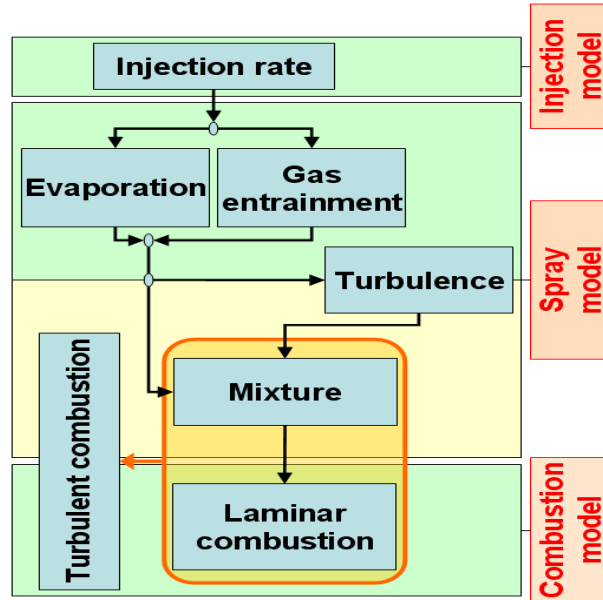 Injection rate
Injection
model
Evaporation
Gas
entrainment
Turbulence
Spray
model
Mixture
Turbulent combustion
Laminar
combustion
Combustion
model